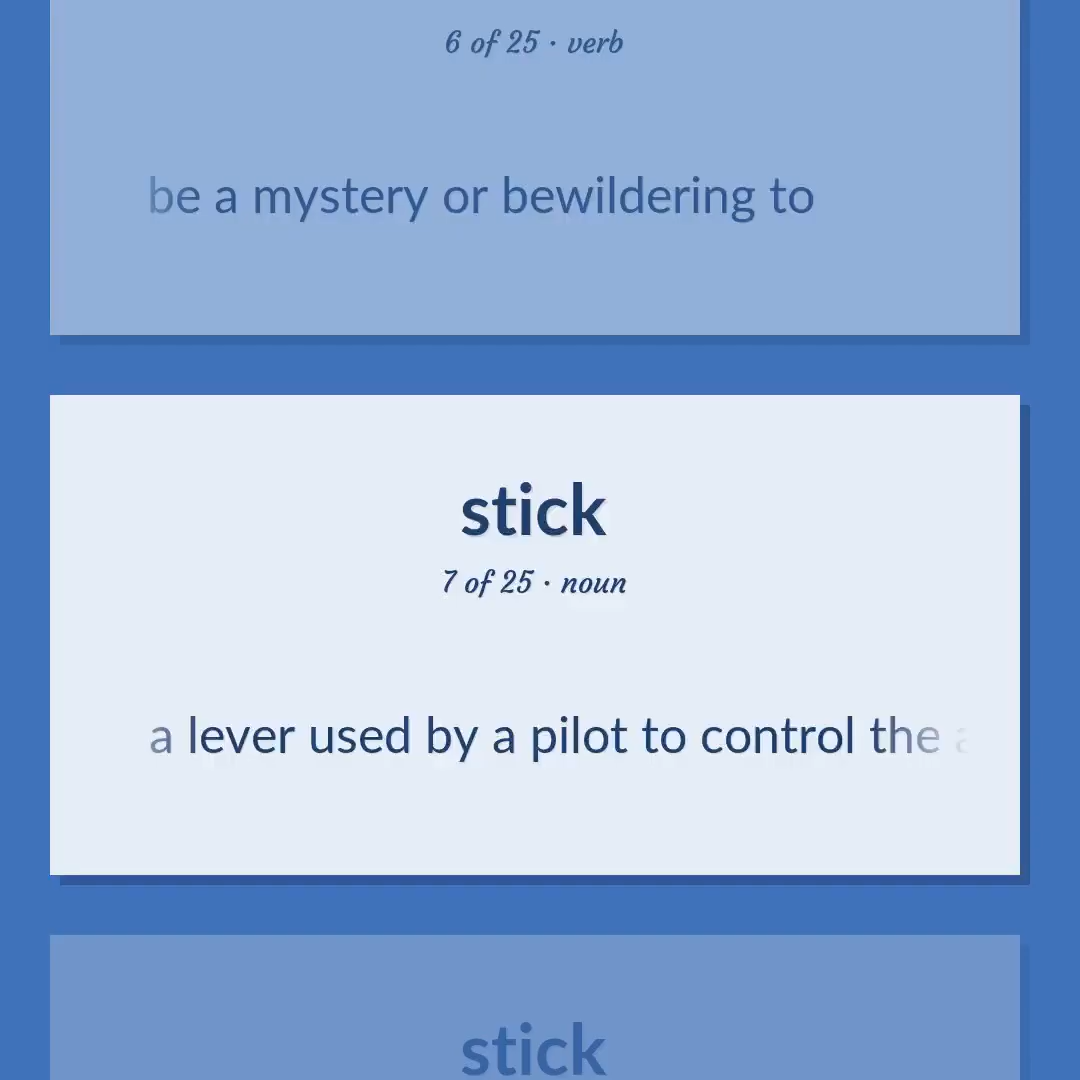 6 of 25 · verb
be a mystery or bewildering to
stick
7 of 25 · noun
a lever used by a pilot to control the
stick